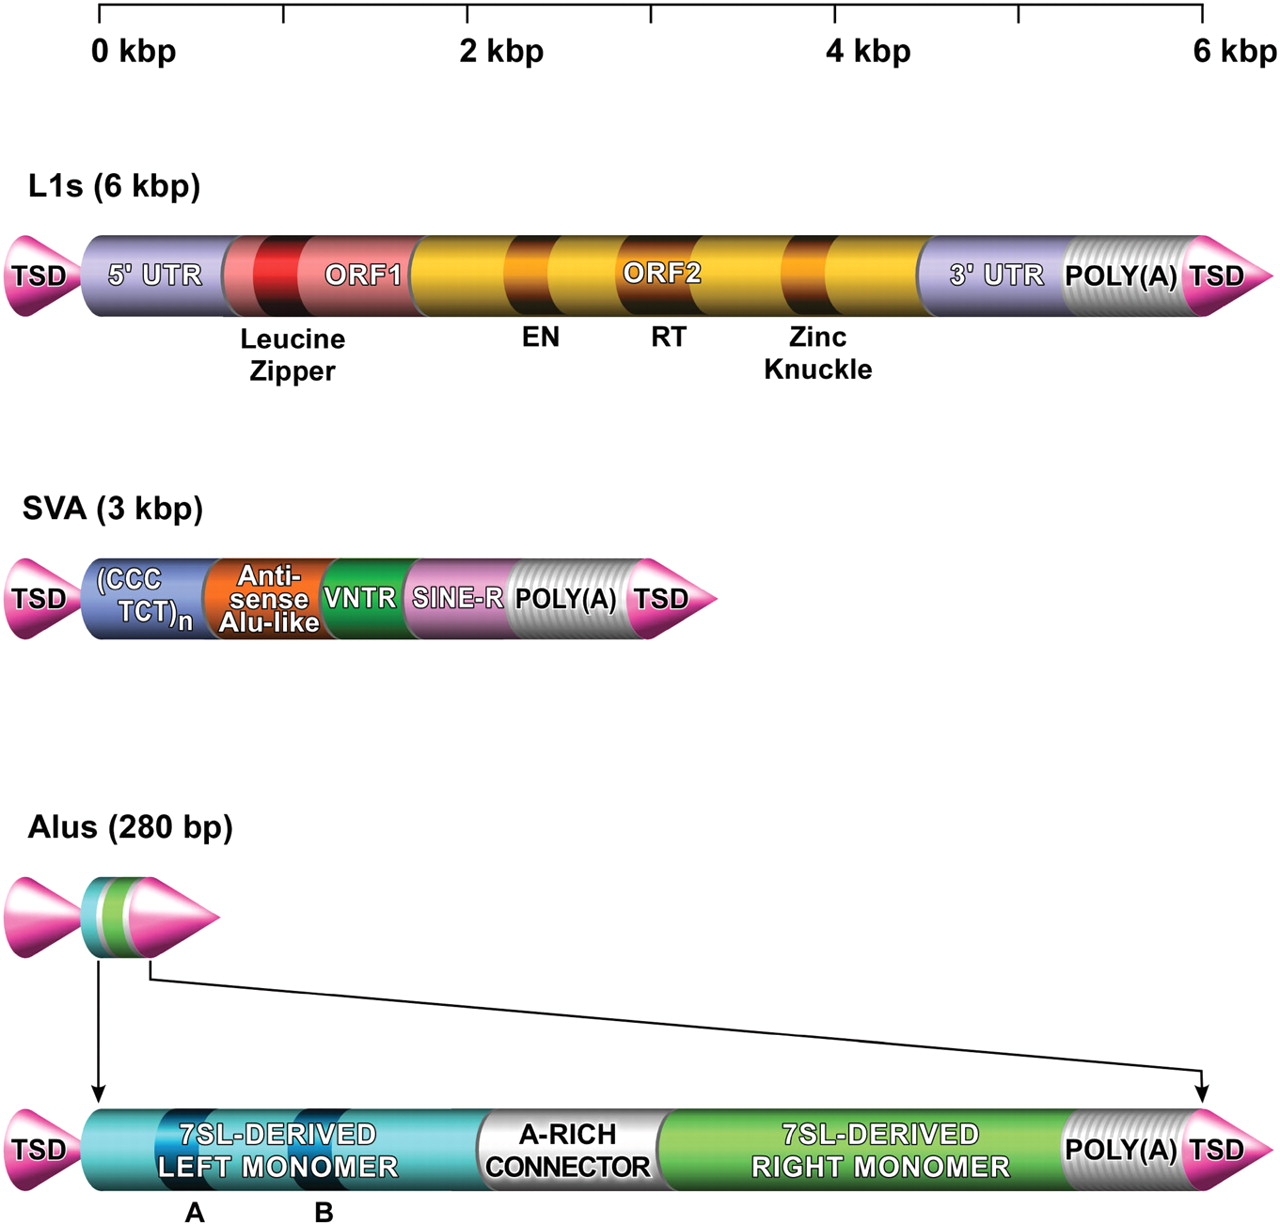 0 kbp 2 kbp 4 kbp 6 kbp
L1s (6 kbp)
TSD 5' UTR ORF1 ORF2 3' UTR POLY(A) TSD
Leucine
Zipper
EN RT
Zinc
Knuckle
SVA (3 kbp)
TSD
(CCC
TCT)n
Anti-
sense
Alu-like
VNTR SINE-R POLY(A) TSD
Alus (280 bp)
TSD
7SL-DERIVED
LEFT MONOMER
A-RICH
CONNECTOR
7SL-DERIVED
RIGHT MONOMER
POLY(A) TSD
A B